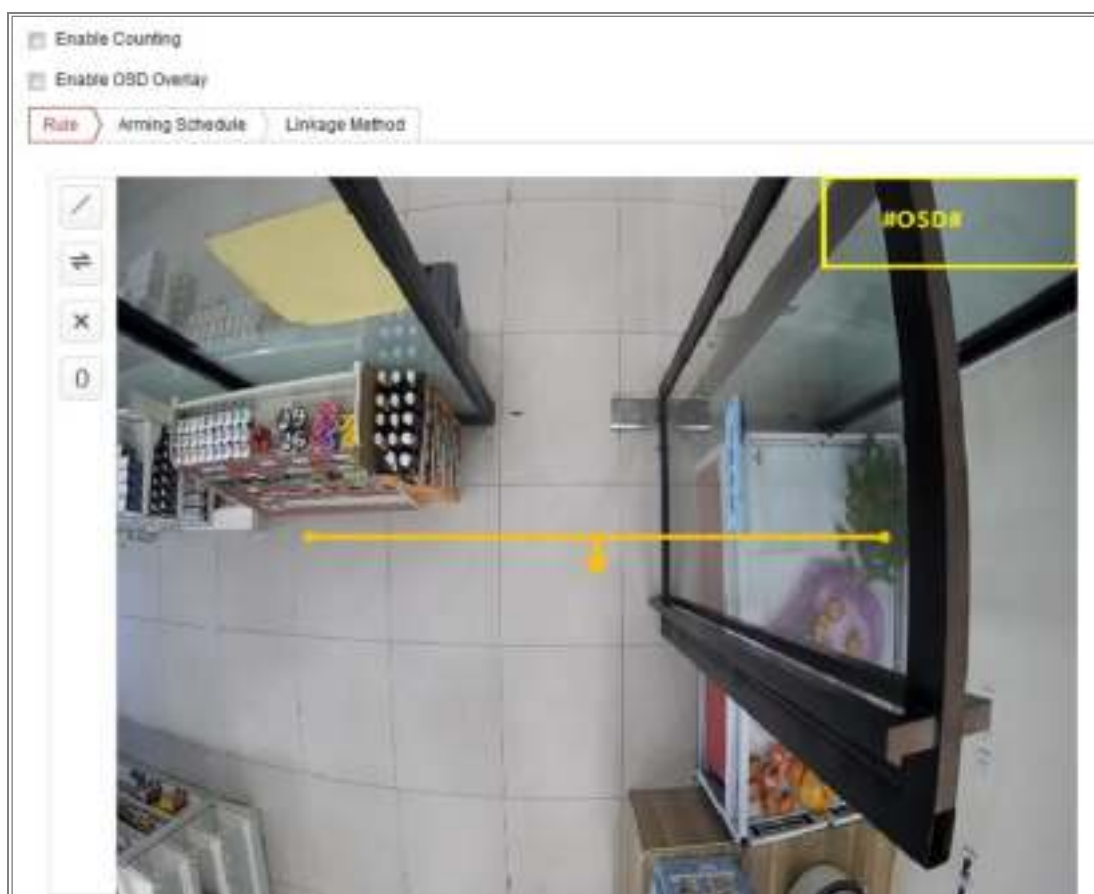 Enable Counting
Enable OSD Overlay
Rule
Arming Schedule
Linkage Method
#OSD#
0